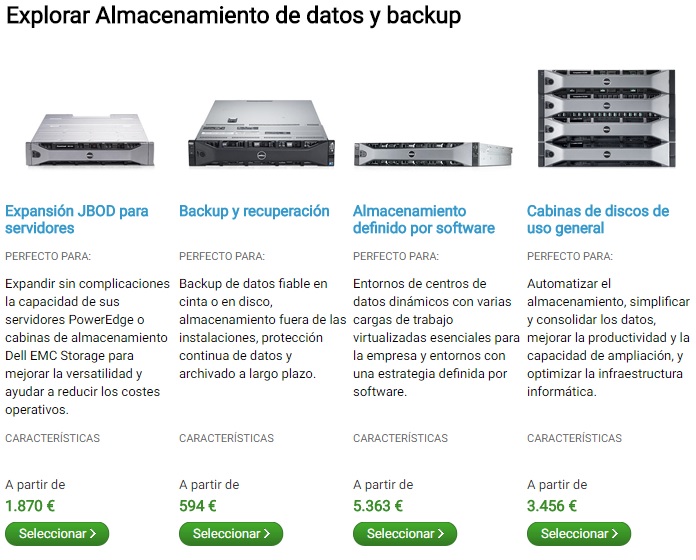 Explorar Almacenamiento de datos y backup
Expansión JBOD para
servidores
PERFECTO PARA:
Expandir sin complicaciones
la capacidad de sus
servidores PowerEdge o
cabinas de almacenamiento
Dell EMC Storage para
mejorar la versatilidad y
ayudar a reducir los costes
operativos.
CARACTERÍSTICAS
A partir de
1.870 €
Seleccionar
Backup y recuperación
PERFECTO PARA:
Backup de datos fiable en
cinta o en disco,
almacenamiento fuera de las
instalaciones, protección
continua de datos y
archivado a largo plazo.
CARACTERÍSTICAS
A partir de
594 €
Seleccionar
Almacenamiento
definido por software
PERFECTO PARA:
Entornos de centros de
datos dinámicos con varias
cargas de trabajo
virtualizadas esenciales para
la empresa y entornos con
una estrategia definida por
software.
CARACTERÍSTICAS
A partir de
5.363 €
Seleccionar
Cabinas de discos de
uso general
PERFECTO PARA:
Automatizar el
almacenamiento, simplificar
y consolidar los datos,
mejorar la productividad y la
capacidad de ampliación, y
optimizar la infraestructura
informática.
CARACTERÍSTICAS
A partir de
3.456 €
Seleccionar